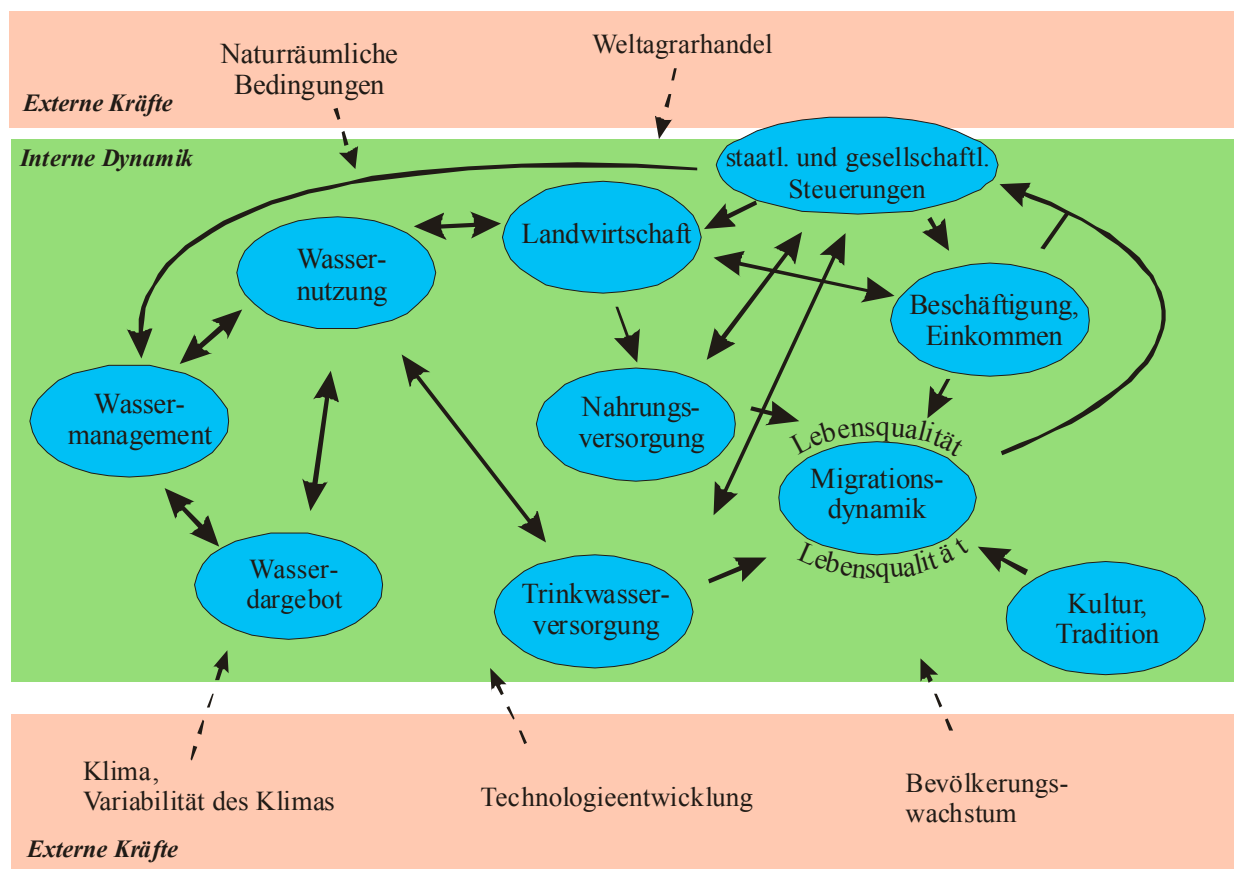 Naturräumliche
Bedingungen
Weltagrarhandel
Externe Kräfte
Interne Dynamik
staatl. und gesellschaftl.
Steuerungen
Landwirtschaft
Wasser-
nutzung
Beschäftigung,
Einkommen
Wasser-
management
Nahrungs-
versorgung
Lebensqualität
Migrations-
dynamik
Lebensqualität
Wasser-
dargebot
Trinkwasser-
versorgung
Kultur,
Tradition
Klima,
Variabilität des Klimas
Technologieentwicklung
Bevölkerungs-
wachstum
Externe Kräfte